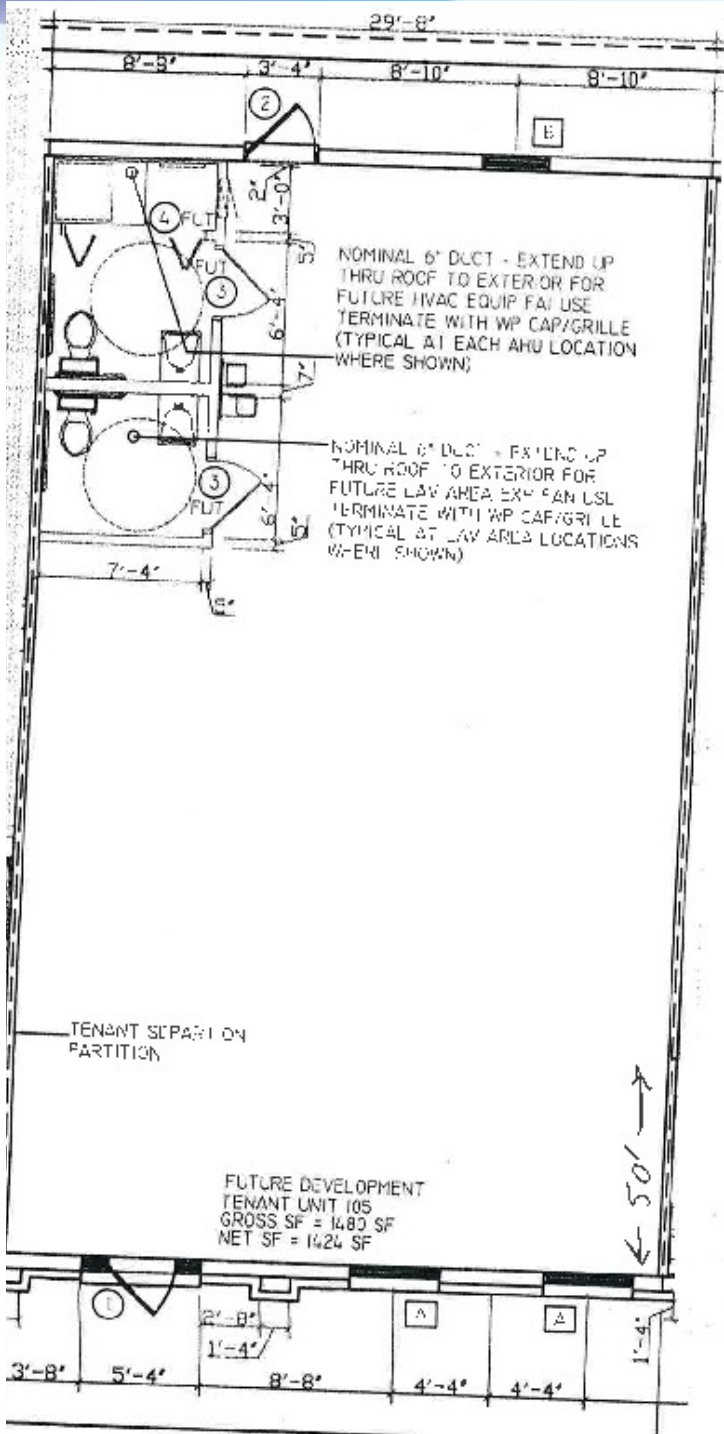 29'-8"
8'-9" 3'-4" 8'-10" 8'-10"
2
B
2"
3'-0"
4 FUT
5"
FUT
3
6'-4"
NOMINAL 6" DUCT - EXTEND UP
THRU ROOF TO EXTERIOR FOR
FUTURE HVAC EQUIP FAI USE
TERMINATE WITH WP CAP/GRILLE
(TYPICAL AT EACH AHU LOCATION
WHERE SHOWN)
7"
NOMINAL 6" DUCT - EXTEND UP
THRU ROOF TO EXTERIOR FOR
FUTURE LAV AREA EXH FAN USE
TERMINATE WITH WP CAP/GRILLE
(TYPICAL AT LAV AREA LOCATIONS
WHERE SHOWN)
3
FUT
6'-4"
5"
7'-4"
TENANT SEPARTION
PARTITION
50'
FUTURE DEVELOPMENT
TENANT UNIT 105
GROSS SF = 1480 SF
NET SF = 1424 SF
1
A
A
2'-8"
1'-4"
1'-4"
3'-8" 5'-4" 8'-8" 4'-4" 4'-4"